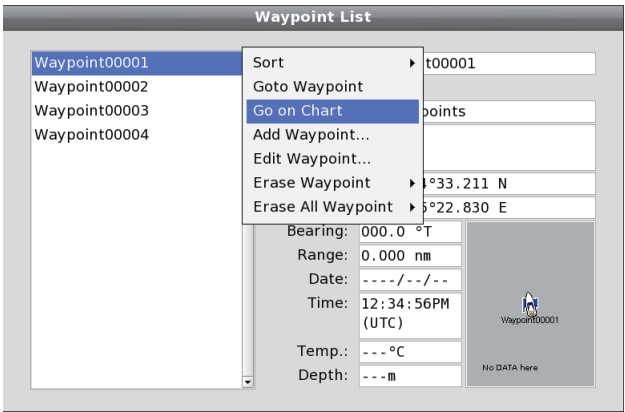 Waypoint List
Waypoint00001
Waypoint00002
Waypoint00003
Waypoint00004
Sort
Goto Waypoint
Go on Chart
Add Waypoint...
Edit Waypoint...
Erase Waypoint
Erase All Waypoint
t00001
points
°33.211 N
°22.830 E
Bearing: 000.0 °T
Range: 0.000 nm
Date: ----/--/--
Time: 12:34:56PM
(UTC)
Temp.: ---°C
Depth: ---m
Waypoint00001
No DATA here